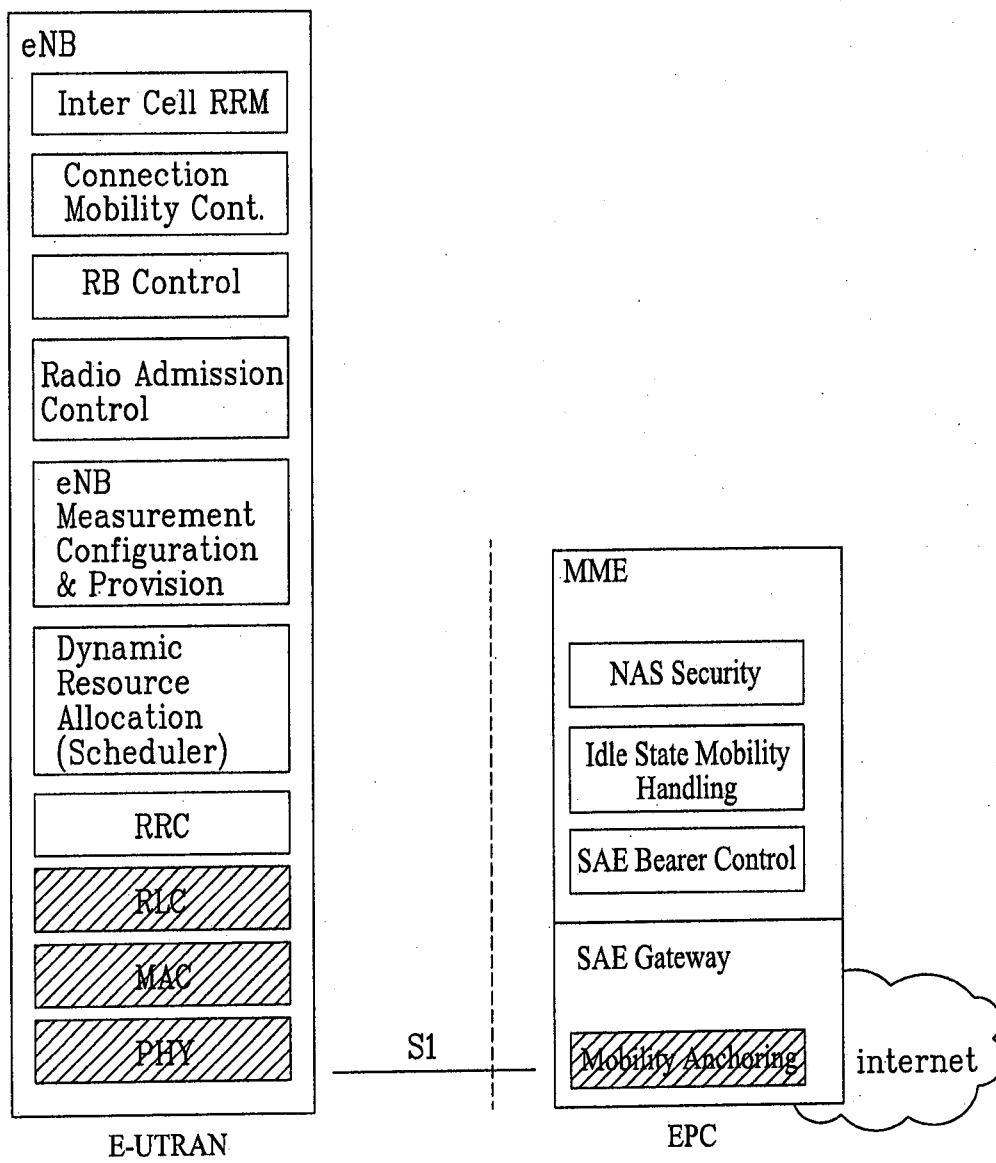 eNB
Inter Cell RRM
Connection
Mobility Cont.
RB Control
Radio Admission
Control
eNB
Measurement
Configuration
& Provision
Dynamic
Resource
Allocation
(Scheduler)
RRC
RLC
MAC
PHY
E-UTRAN
S1
MME
NAS Security
Idle State Mobility
Handling
SAE Bearer Control
SAE Gateway
Mobility Anchoring
EPC
internet